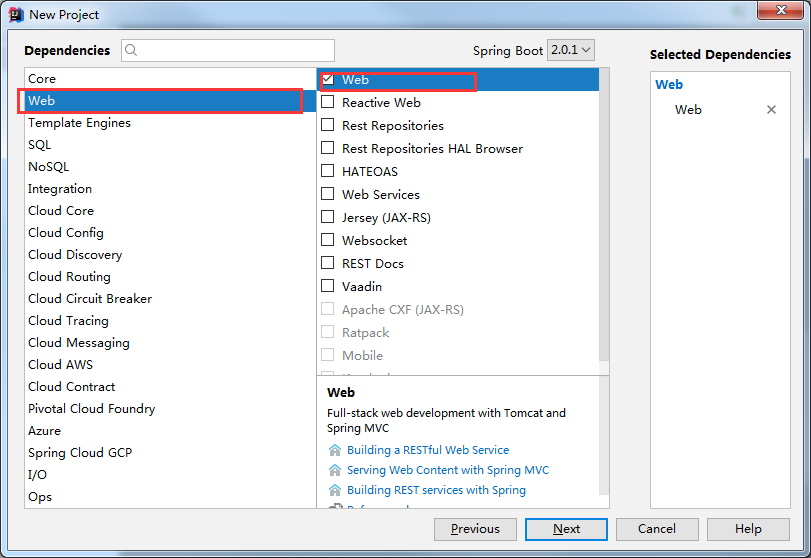 New Project
Dependencies
Spring Boot 2.0.1
Selected Dependencies
Core
Web
Template Engines
SQL
NoSQL
Integration
Cloud Core
Cloud Config
Cloud Discovery
Cloud Routing
Cloud Circuit Breaker
Cloud Tracing
Cloud Messaging
Cloud AWS
Cloud Contract
Pivotal Cloud Foundry
Azure
Spring Cloud GCP
I/O
Ops
Web
Reactive Web
Rest Repositories
Rest Repositories HAL Browser
HATEOAS
Web Services
Jersey (JAX-RS)
Websocket
REST Docs
Vaadin
Apache CXF (JAX-RS)
Ratpack
Mobile
Web
Full-stack web development with Tomcat and
Spring MVC
Building a RESTful Web Service
Serving Web Content with Spring MVC
Building REST services with Spring
Web
Web
Previous
Next
Cancel
Help